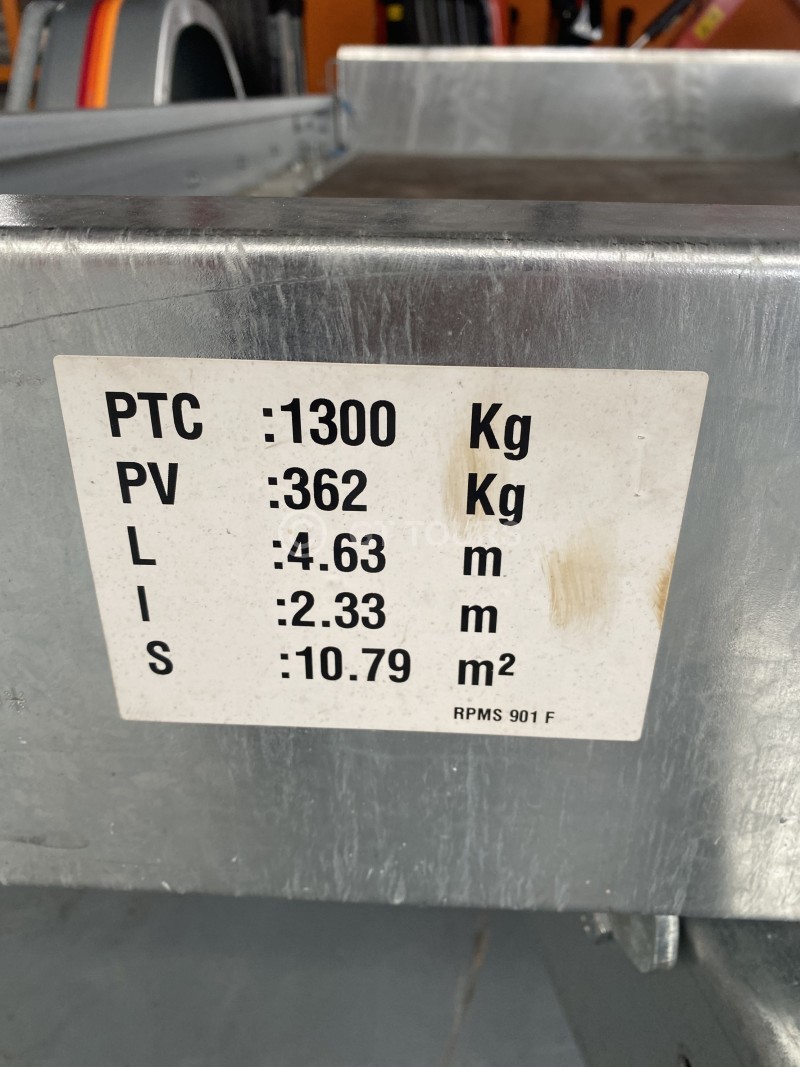 PTC :1300 Kg
PV :362 Kg
L :4.63 m
l :2.33 m
S :10.79 m²
RPMS 901 F